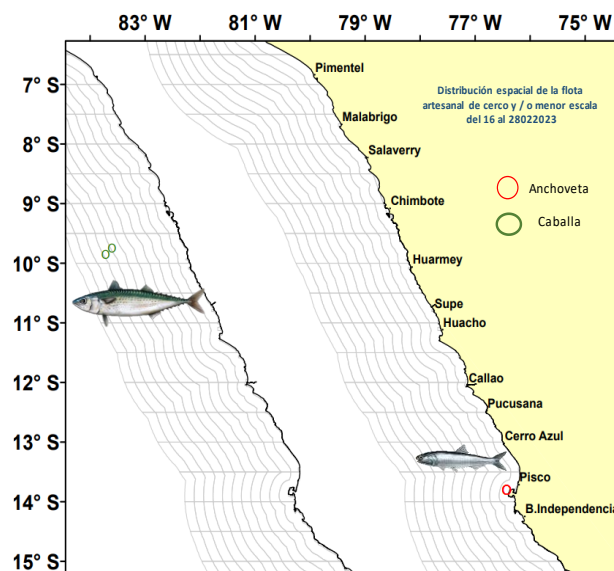 83° W 81° W 79° W 77° W 75° W
Pimentel
7° S
Distribución espacial de la flota
artesanal de cerco y / o menor escala
del 16 al 28022023
Malabrigo
8° S
Salaverry
Anchoveta
9° S
Chimbote
Caballa
10° S
Huarmey
Supe
11° S
Huacho
12° S
Callao
Pucusana
13° S
Cerro Azul
Pisco
14° S
B.Independencia
15° S